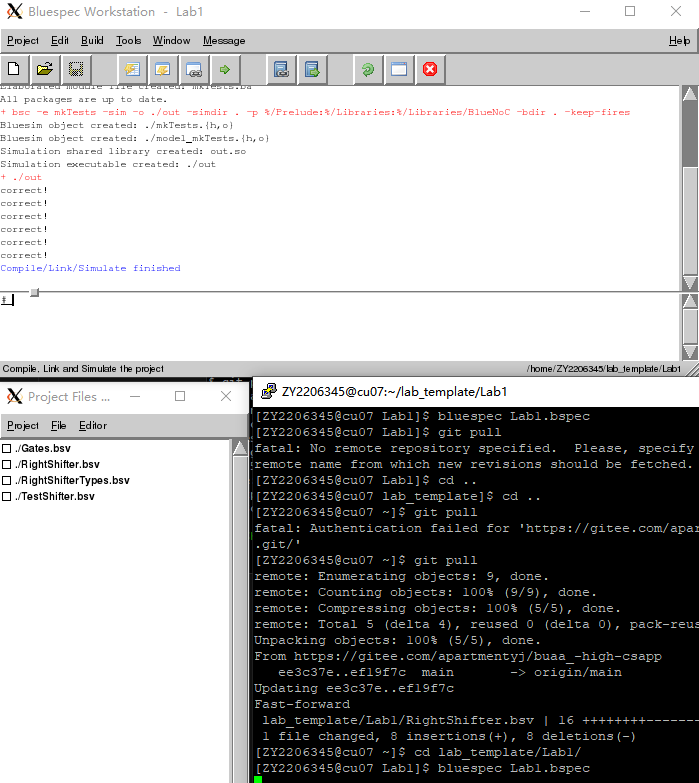 Bluespec Workstation - Lab1
Project Edit Build Tools Window Message Help
Elaborated module file created: mkTests.ba
All packages are up to date.
+ bsc -e mkTests -sim -o ./out -simdir . -p %/Prelude:%/Libraries:%/Libraries/BlueNoC -bdir . -keep-fires
Bluesim object created: ./mkTests.{h,o}
Bluesim object created: ./model_mkTests.{h,o}
Simulation shared library created: out.so
Simulation executable created: ./out
+ ./out
correct!
correct!
correct!
correct!
correct!
correct!
Compile/Link/Simulate finished
#
Compile, Link and Simulate the project /home/ZY2206345/lab_template/Lab1
Project Files ...
Project File Editor
./Gates.bsv
./RightShifter.bsv
./RightShifterTypes.bsv
./TestShifter.bsv
ZY2206345@cu07:~/lab_template/Lab1
[ZY2206345@cu07 Lab1]$ bluespec Lab1.bspec
[ZY2206345@cu07 Lab1]$ git pull
fatal: No remote repository specified.  Please, specify
remote name from which new revisions should be fetched.
[ZY2206345@cu07 Lab1]$ cd ..
[ZY2206345@cu07 lab_template]$ cd ..
[ZY2206345@cu07 ~]$ git pull
fatal: Authentication failed for 'https://gitee.com/apar
.git/'
[ZY2206345@cu07 ~]$ git pull
remote: Enumerating objects: 9, done.
remote: Counting objects: 100% (9/9), done.
remote: Compressing objects: 100% (5/5), done.
remote: Total 5 (delta 4), reused 0 (delta 0), pack-reus
Unpacking objects: 100% (5/5), done.
From https://gitee.com/apartmentyj/buaa_-high-csapp
ee3c37e..ef19f7c  main       -> origin/main
Updating ee3c37e..ef19f7c
Fast-forward
lab_template/Lab1/RightShifter.bsv | 16 ++++++++-------
1 file changed, 8 insertions(+), 8 deletions(-)
[ZY2206345@cu07 ~]$ cd lab_template/Lab1/
[ZY2206345@cu07 Lab1]$ bluespec Lab1.bspec